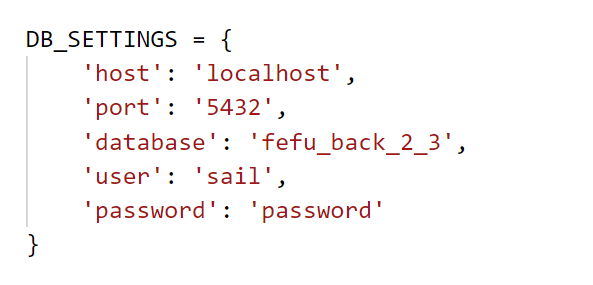 DB_SETTINGS = {
    'host': 'localhost',
    'port': '5432',
    'database': 'fefu_back_2_3',
    'user': 'sail',
    'password': 'password'
}